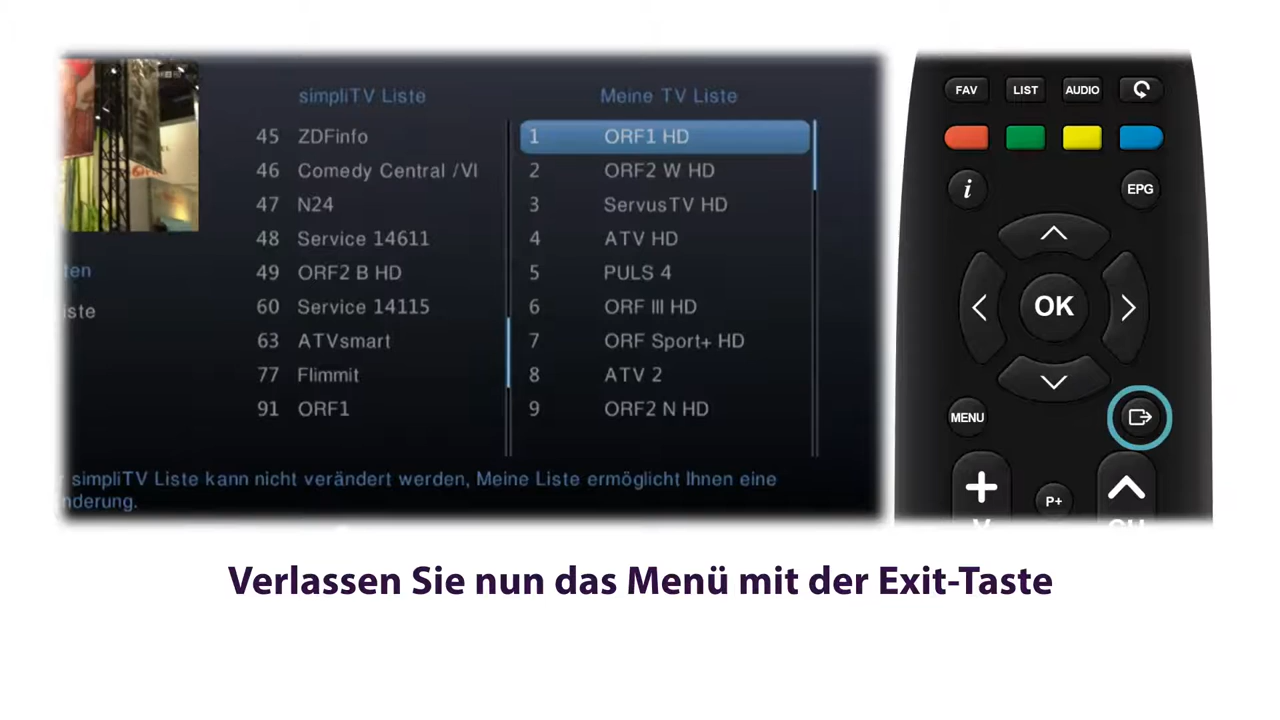 simpliTV Liste
45 ZDFinfo
46 Comedy Central /VI
47 N24
48 Service 14611
49 ORF2 B HD
60 Service 14115
63 ATVsmart
77 Flimmit
91 ORF1
Meine TV Liste
1 ORF1 HD
2 ORF2 W HD
3 ServusTV HD
4 ATV HD
5 PULS 4
6 ORF III HD
7 ORF Sport+ HD
8 ATV 2
9 ORF2 N HD
simpliTV Liste kann nicht verändert werden, Meine Liste ermöglicht Ihnen eine
FAV LIST AUDIO
i EPG
OK
MENU
P+
Verlassen Sie nun das Menü mit der Exit-Taste